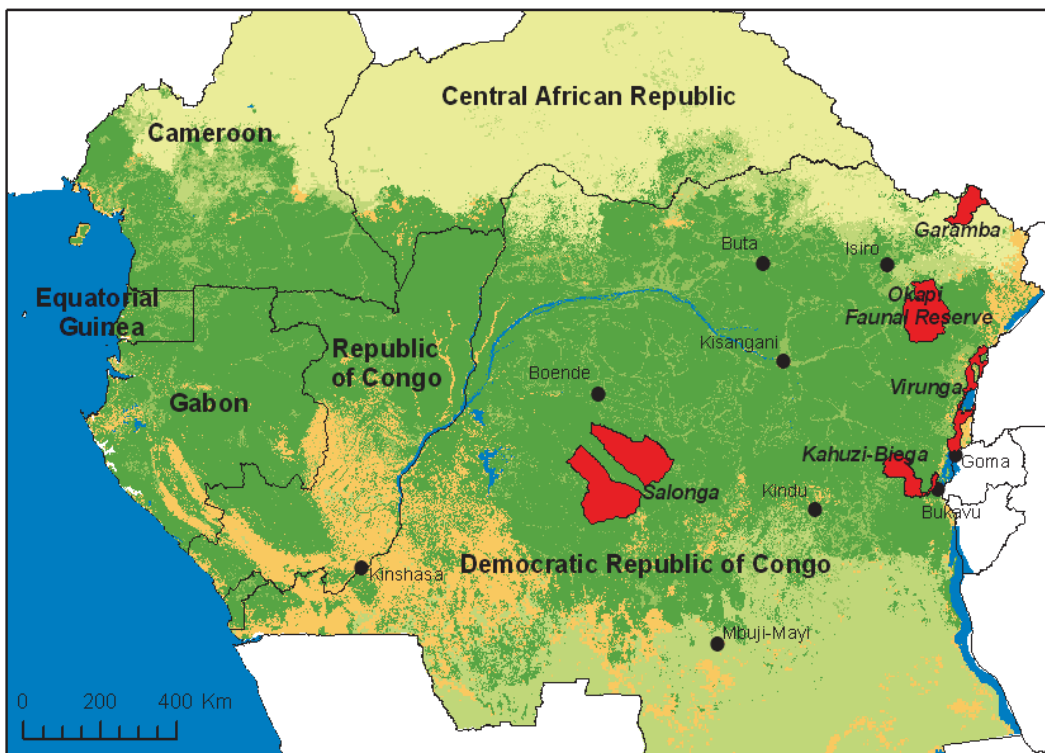 Central African Republic
Cameroon
Garamba
Buta
Isiro
Okapi
Faunal Reserve
Equatorial
Guinea
Republic
of Congo
Kisangani
Boende
Virunga
Gabon
Kahuzi-Biega
Goma
Salonga
Kindu
Bukavu
Democratic Republic of Congo
Kinshasa
Mbuji-Mayi
0 200 400 Km